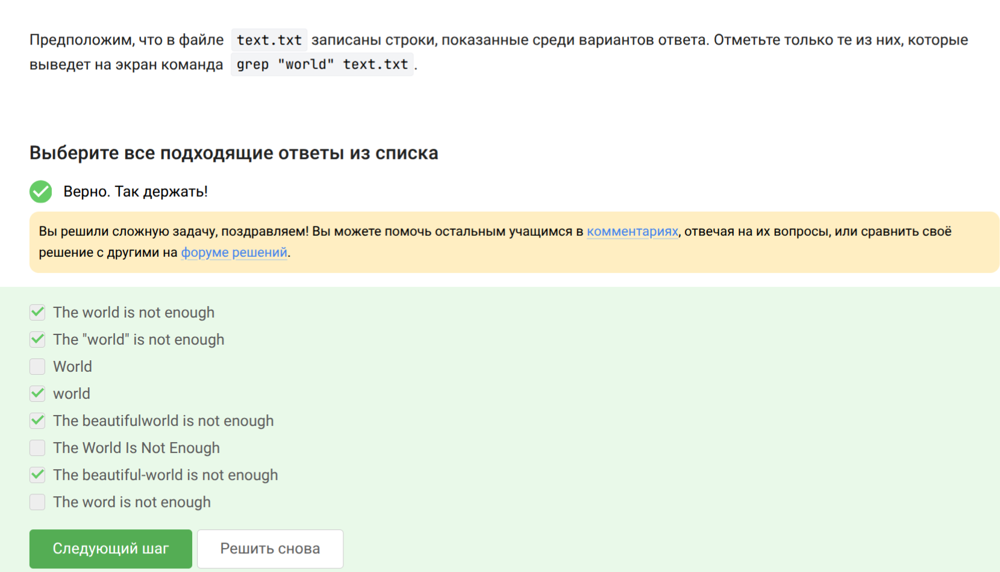 Предположим, что в файле text.txt записаны строки, показанные среди вариантов ответа. Отметьте только те из них, которые
выведет на экран команда grep "world" text.txt.
Выберите все подходящие ответы из списка
Верно. Так держать!
Вы решили сложную задачу, поздравляем! Вы можете помочь остальным учащимся в комментариях, отвечая на их вопросы, или сравнить своё
решение с другими на форуме решений.
The world is not enough
The "world" is not enough
World
world
The beautifulworld is not enough
The World Is Not Enough
The beautiful-world is not enough
The word is not enough
Следующий шаг Решить снова